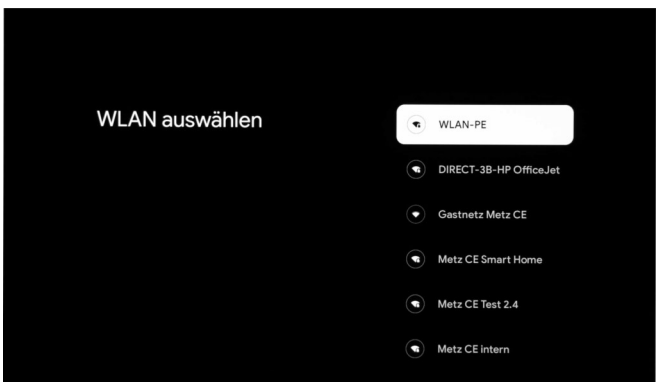 WLAN auswählen
WLAN-PE
DIRECT-3B-HP OfficeJet
Gastnetz Metz CE
Metz CE Smart Home
Metz CE Test 2.4
Metz CE intern